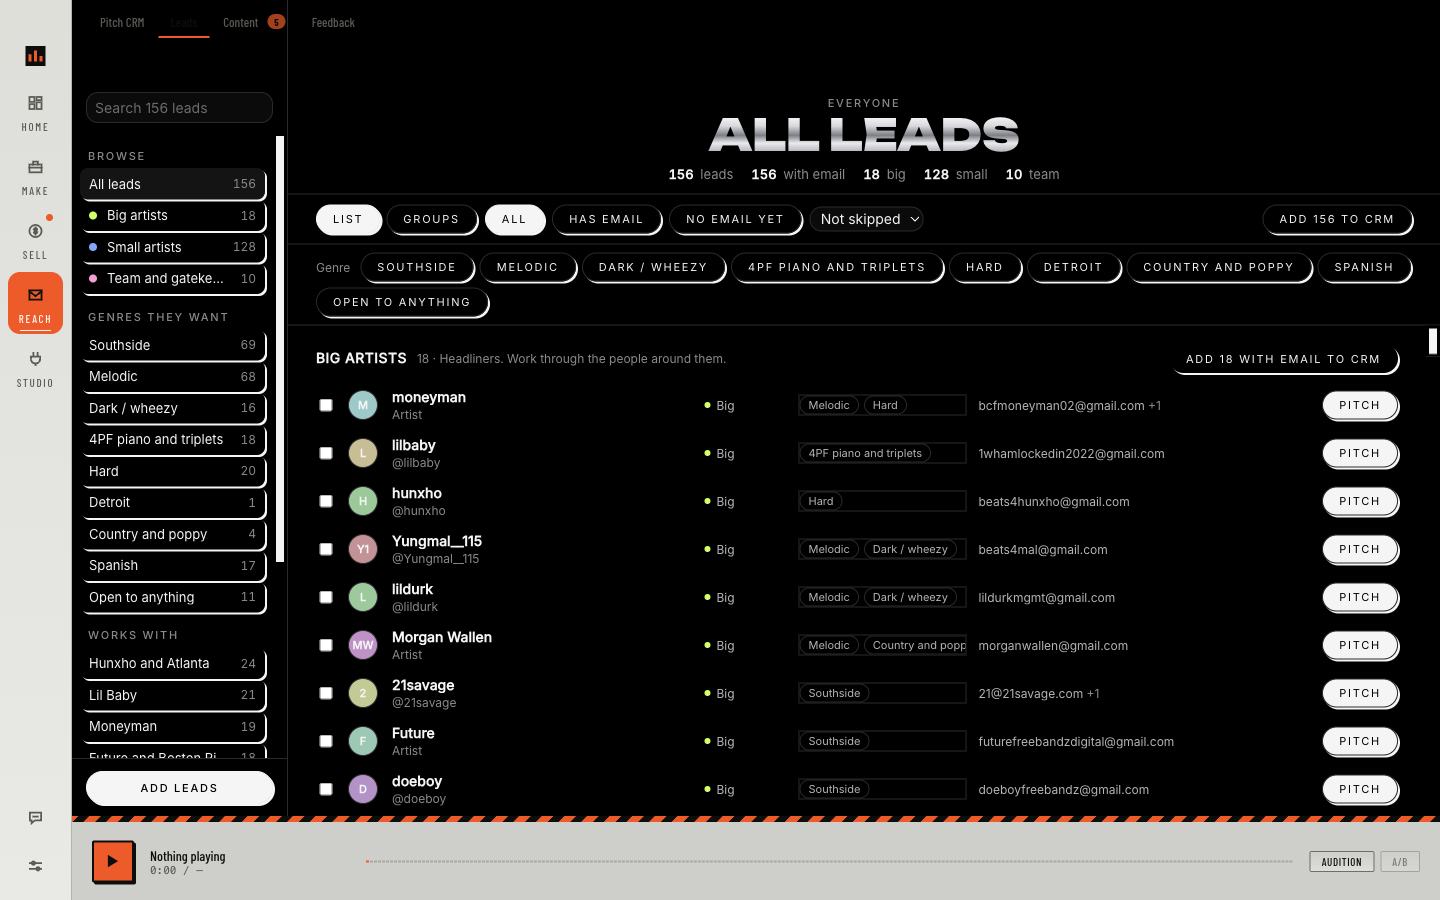 Pitch CRM
Leads
Content 5
Feedback
HOME
MAKE
SELL
REACH
STUDIO
Search 156 leads
BROWSE
All leads 156
Big artists 18
Small artists 128
Team and gateke... 10
GENRES THEY WANT
Southside 69
Melodic 68
Dark / wheezy 16
4PF piano and triplets 18
Hard 20
Detroit 1
Country and poppy 4
Spanish 17
Open to anything 11
WORKS WITH
Hunxho and Atlanta 24
Lil Baby 21
Moneyman 19
ADD LEADS
EVERYONE
ALL LEADS
156 leads 156 with email 18 big 128 small 10 team
LIST GROUPS ALL HAS EMAIL NO EMAIL YET Not skipped ADD 156 TO CRM
Genre SOUTHSIDE MELODIC DARK / WHEEZY 4PF PIANO AND TRIPLETS HARD DETROIT COUNTRY AND POPPY SPANISH
OPEN TO ANYTHING
BIG ARTISTS 18 · Headliners. Work through the people around them. ADD 18 WITH EMAIL TO CRM
M moneyman Artist Big Melodic Hard bcfmoneyman02@gmail.com +1 PITCH
L lilbaby @lilbaby Big 4PF piano and triplets 1whamlockedin2022@gmail.com PITCH
H hunxho @hunxho Big Hard beats4hunxho@gmail.com PITCH
Y1 Yungmal__115 @Yungmal__115 Big Melodic Dark / wheezy beats4mal@gmail.com PITCH
L lildurk @lildurk Big Melodic Dark / wheezy lildurkmgmt@gmail.com PITCH
MW Morgan Wallen Artist Big Melodic Country and popp morganwallen@gmail.com PITCH
2 21savage @21savage Big Southside 21@21savage.com +1 PITCH
F Future Artist Big Southside futurefreebandzdigital@gmail.com PITCH
D doeboy @doeboy Big Southside doeboyfreebandz@gmail.com PITCH
Nothing playing
0:00 / —
AUDITION A/B